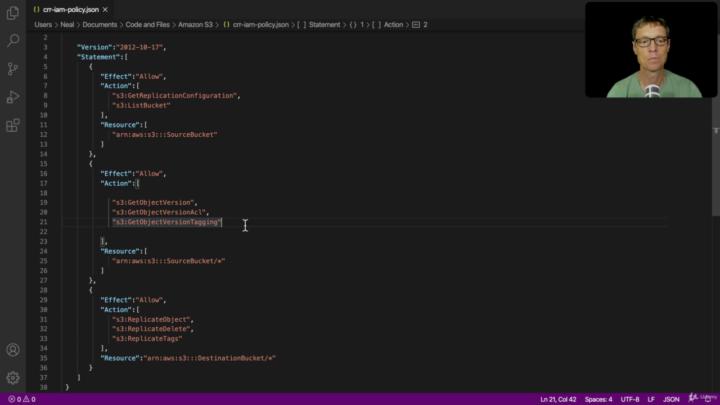 {} crr-iam-policy.json ×
Users > Neal > Documents > Code and Files > Amazon S3 > {} crr-iam-policy.json > [ ] Statement > {} 1 > [ ] Action > 2
2
3 "Version":"2012-10-17",
4 "Statement":[
5 {
6 "Effect":"Allow",
7 "Action":[
8 "s3:GetReplicationConfiguration",
9 "s3:ListBucket"
10 ],
11 "Resource":[
12 "arn:aws:s3:::SourceBucket"
13 ]
14 },
15 {
16 "Effect":"Allow",
17 "Action":[
18
19 "s3:GetObjectVersion",
20 "s3:GetObjectVersionAcl",
21 "s3:GetObjectVersionTagging"
22
23 ],
24 "Resource":[
25 "arn:aws:s3:::SourceBucket/*"
26 ]
27 },
28 {
29 "Effect":"Allow",
30 "Action":[
31 "s3:ReplicateObject",
32 "s3:ReplicateDelete",
33 "s3:ReplicateTags"
34 ],
35 "Resource":"arn:aws:s3:::DestinationBucket/*"
36 }
37 ]
38 }
0 0 Ln 21, Col 42 Spaces: 4 UTF-8 LF JSON
Udemy